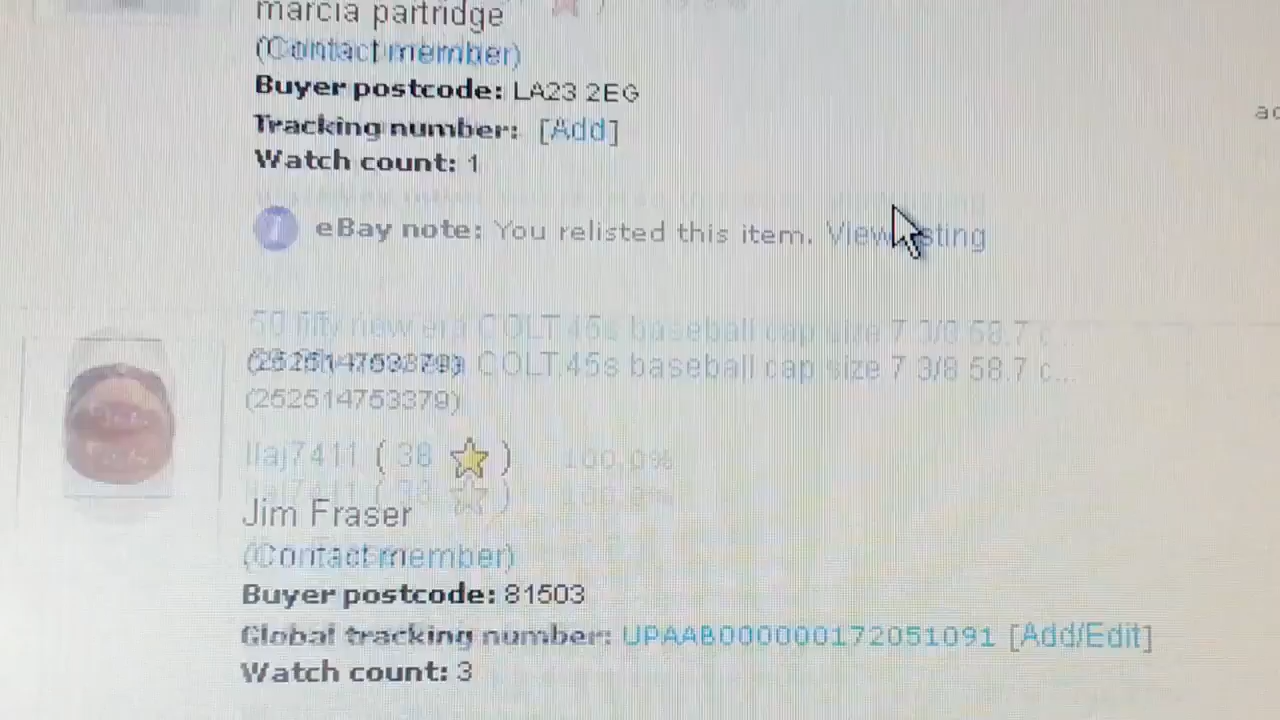 marcia partridge
(Contact member)
Buyer postcode: LA23 2EG
Tracking number: [Add]
Watch count: 1
eBay note: You relisted this item. View listing
50 fifty new era COLT 45s baseball cap size 7 3/8 58.7 c...
(252514753379)
llaj7411 ( 38 ) 100.0%
Jim Fraser
(Contact member)
Buyer postcode: 81503
Global tracking number: UPAAB000000172051091 [Add/Edit]
Watch count: 3